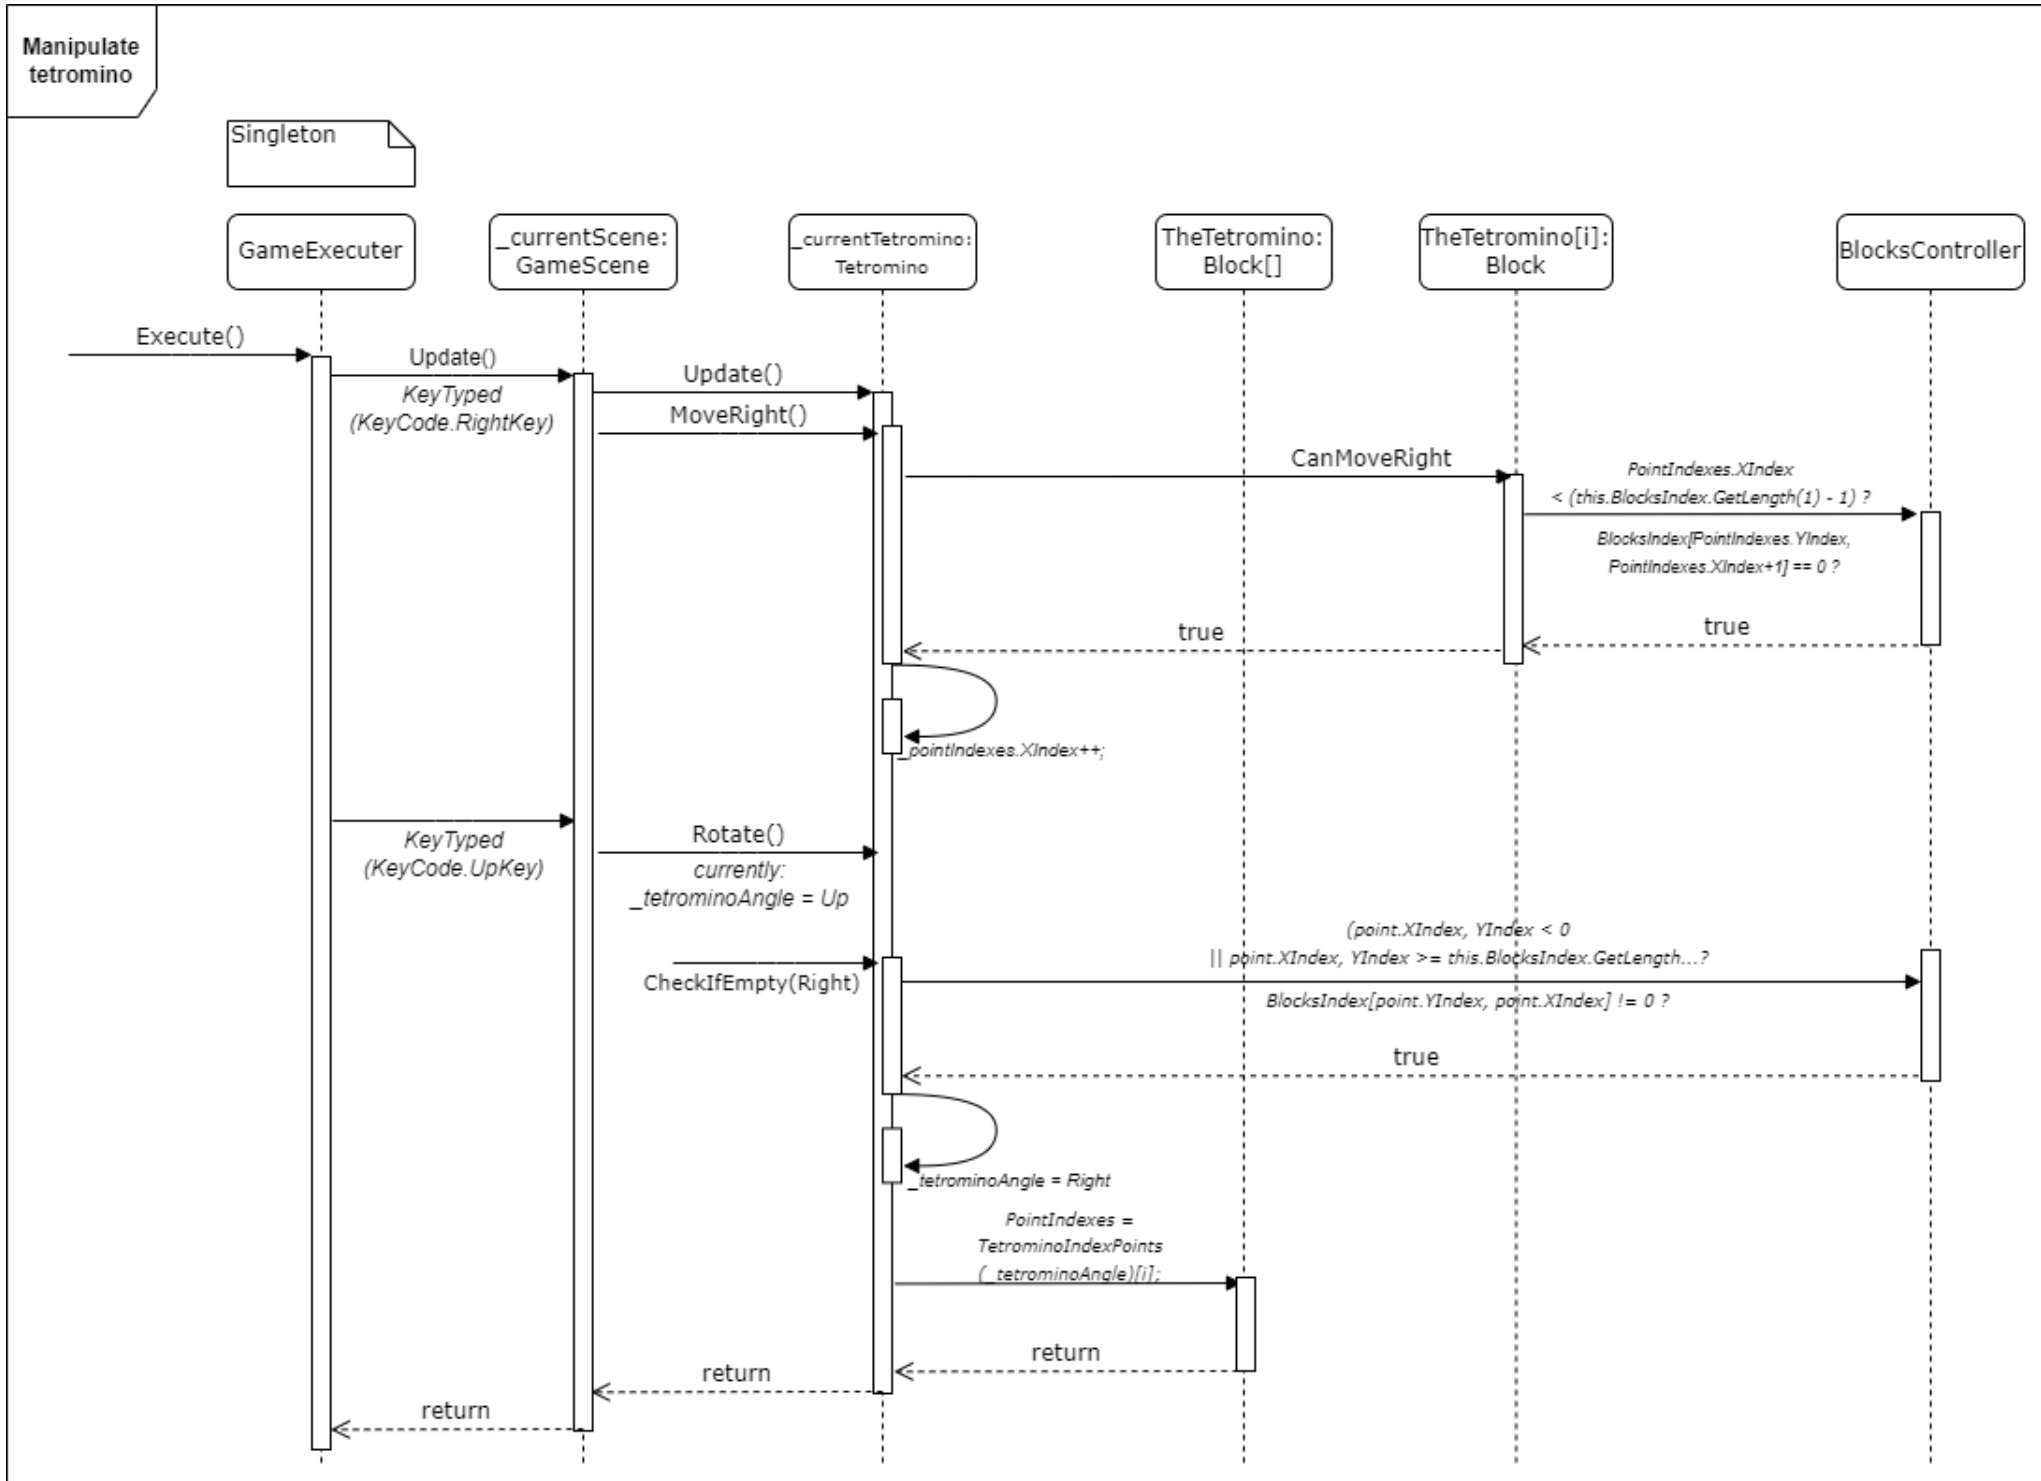 Manipulate
tetromino
Singleton
GameExecuter
_currentScene:
GameScene
_currentTetromino:
Tetromino
TheTetromino:
Block[]
TheTetromino[i]:
Block
BlocksController
Execute()
Update()
KeyTyped
(KeyCode.RightKey)
Update()
MoveRight()
CanMoveRight
PointIndexes.XIndex
< (this.BlocksIndex.GetLength(1) - 1) ?
BlocksIndex[PointIndexes.YIndex,
PointIndexes.XIndex+1] == 0 ?
true
true
_pointIndexes.XIndex++;
KeyTyped
(KeyCode.UpKey)
Rotate()
currently:
_tetrominoAngle = Up
(point.XIndex, YIndex < 0
|| point.XIndex, YIndex >= this.BlocksIndex.GetLength...?
CheckIfEmpty(Right)
BlocksIndex[point.YIndex, point.XIndex] != 0 ?
true
_tetrominoAngle = Right
PointIndexes =
TetrominoIndexPoints
(_tetrominoAngle)[i];
return
return
return